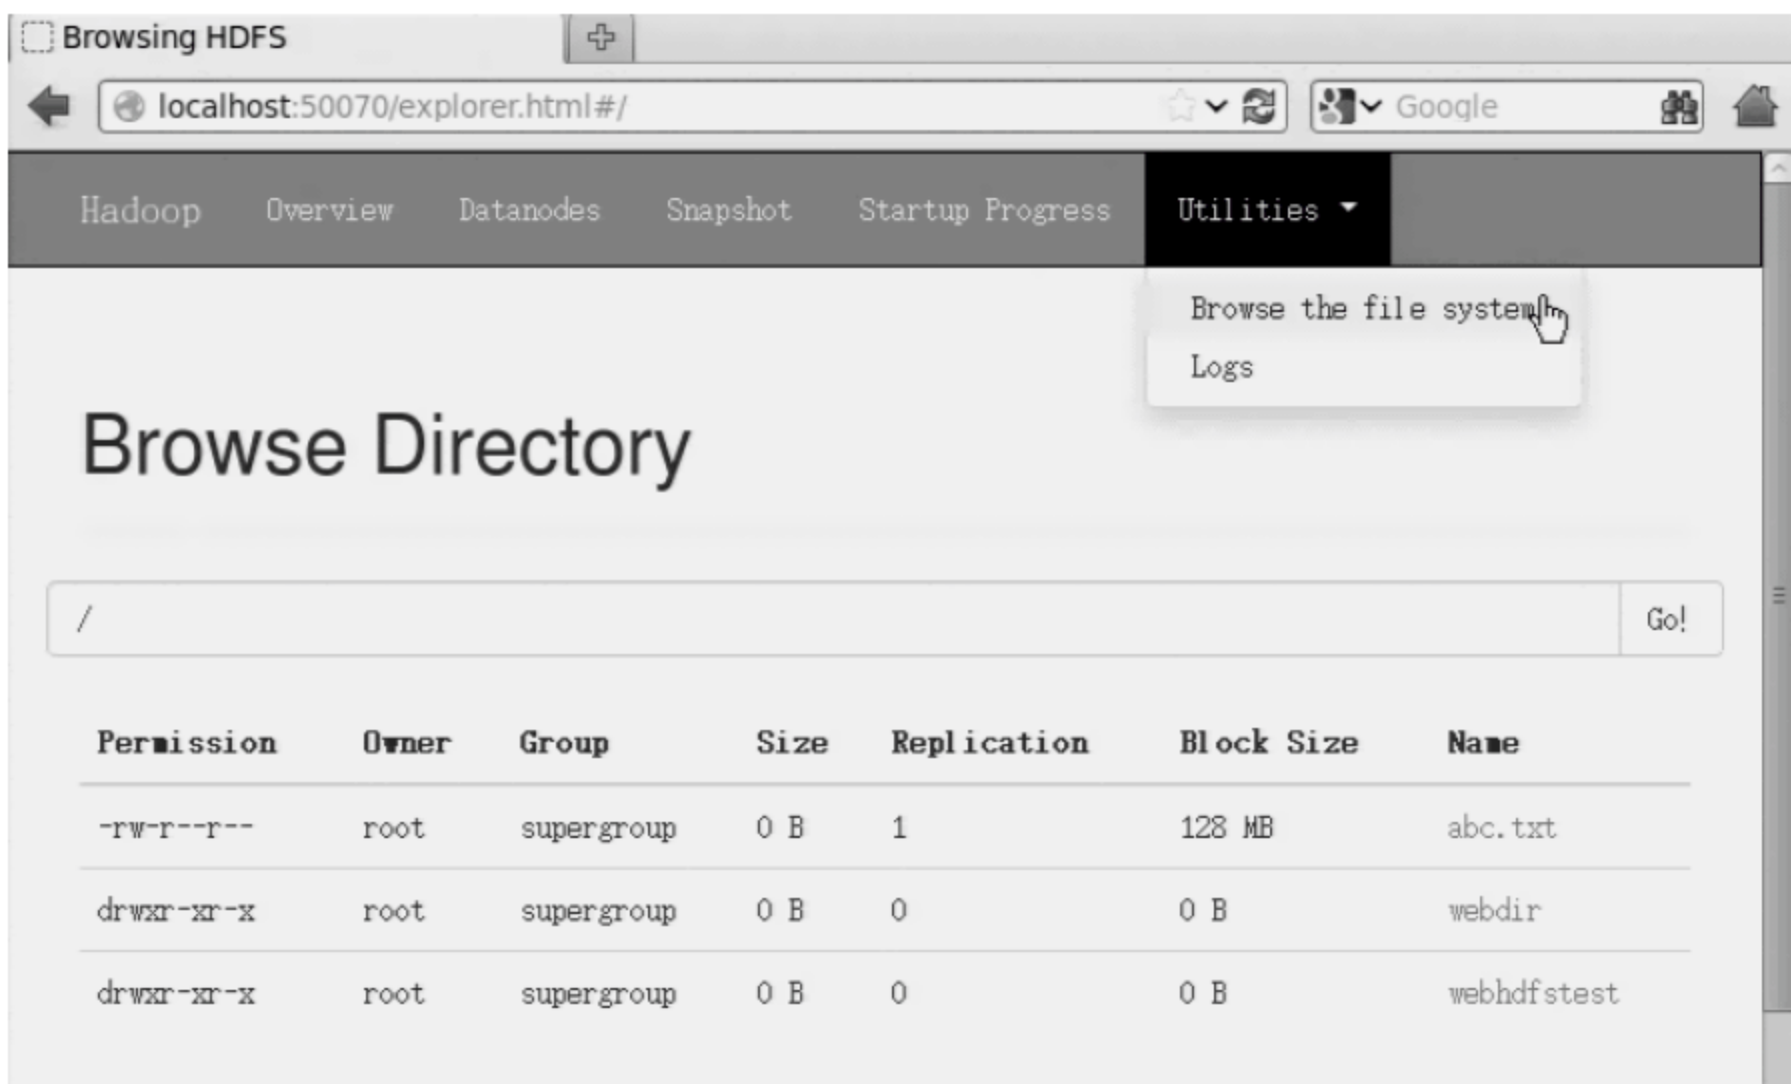 Browsing HDFS
localhost:50070/explorer.html#/ Google
Hadoop Overview Datanodes Snapshot Startup Progress Utilities
Browse the file system
Logs
Browse Directory
/ Go!
Permission Owner Group Size Replication Block Size Name
-rw-r--r-- root supergroup 0 B 1 128 MB abc.txt
drwxr-xr-x root supergroup 0 B 0 0 B webdir
drwxr-xr-x root supergroup 0 B 0 0 B webhdfstest